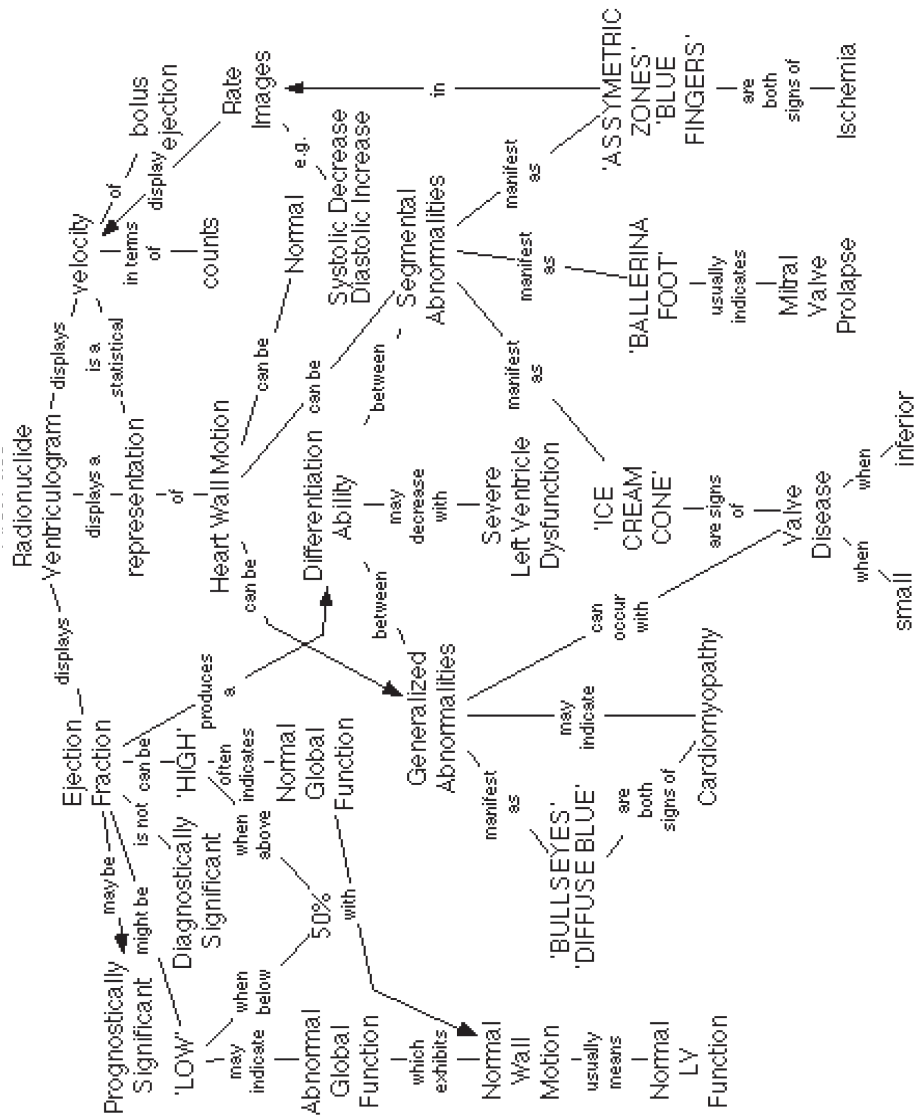 Radionuclide
Ventriculogram
displays
Ejection
Fraction
displays a
representation
is a
statistical
displays
velocity
in terms
of
counts
of
bolus
ejection
display
Rate
Images
e.g.
Systolic Decrease
Diastolic Increase
of
Heart Wall Motion
can be
Normal
can be
Segmental
Abnormalities
can be
Generalized
Abnormalities
may be
Prognostically
Significant
might be
'LOW'
may
indicate
Abnormal
Global
Function
which
exhibits
Normal
Wall
Motion
usually
means
Normal
LV
Function
when
below
50%
is not
Diagnostically
Significant
can be
'HIGH'
when
above
often
indicates
Normal
Global
Function
with
produces
a
Differentiation
Ability
between
between
may
decrease
with
Severe
Left Ventricle
Dysfunction
manifest
as
'BULLSEYES'
'DIFFUSE BLUE'
are
both
signs of
Cardiomyopathy
may
indicate
can
occur
with
manifest
as
'ICE
CREAM
CONE'
are signs
of
Valve
Disease
when
small
when
inferior
manifest
as
'BALLERINA
FOOT'
usually
indicates
Mitral
Valve
Prolapse
manifest
as
'ASSYMETRIC
ZONES'
'BLUE
FINGERS'
in
are
both
signs of
Ischemia